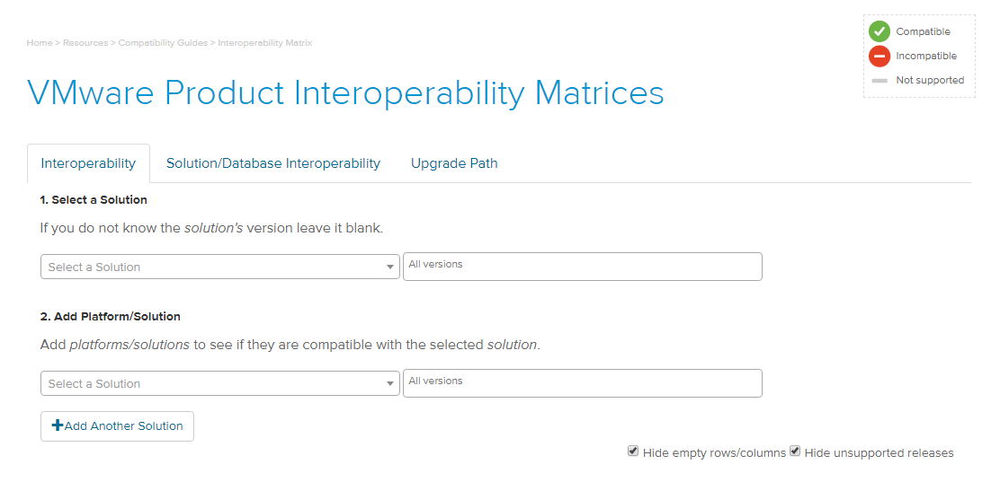 Compatible
Home > Resources > Compatibility Guides > Interoperability Matrix
Incompatible
Not supported
VMware Product Interoperability Matrices
Interoperability Solution/Database Interoperability Upgrade Path
1. Select a Solution
If you do not know the solution's version leave it blank.
Select a Solution All versions
2. Add Platform/Solution
Add platforms/solutions to see if they are compatible with the selected solution.
Select a Solution All versions
+Add Another Solution
Hide empty rows/columns Hide unsupported releases